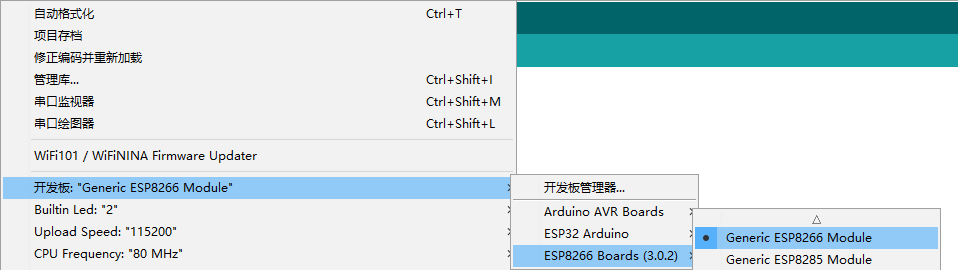 自动格式化 Ctrl+T
项目存档
修正编码并重新加载
管理库... Ctrl+Shift+I
串口监视器 Ctrl+Shift+M
串口绘图器 Ctrl+Shift+L
WiFi101 / WiFiNINA Firmware Updater
开发板: "Generic ESP8266 Module"
Builtin Led: "2"
Upload Speed: "115200"
CPU Frequency: "80 MHz"
开发板管理器...
Arduino AVR Boards
ESP32 Arduino
ESP8266 Boards (3.0.2)
Generic ESP8266 Module
Generic ESP8285 Module